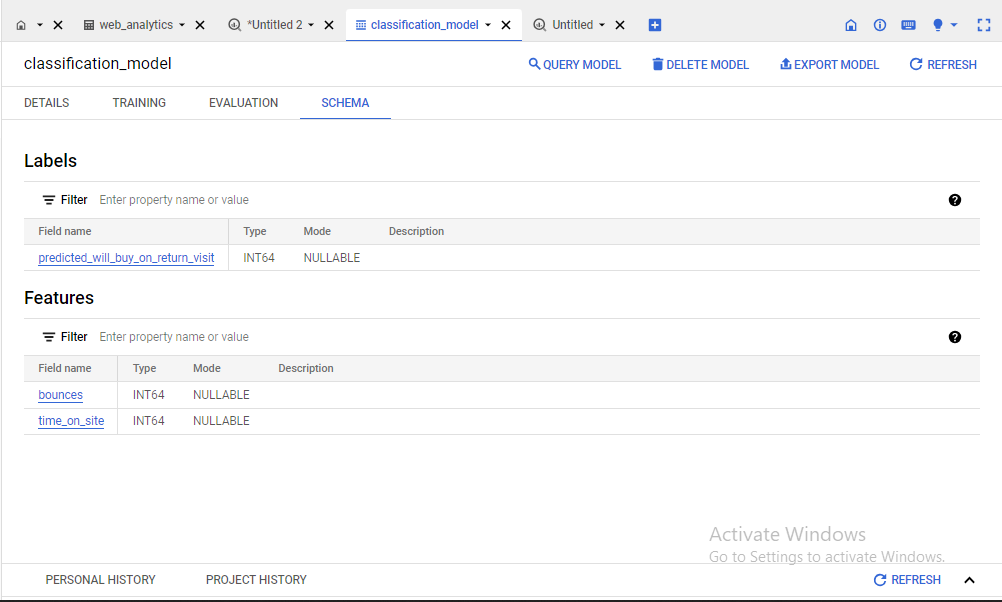 web_analytics
*Untitled 2
classification_model
Untitled
classification_model
QUERY MODEL
DELETE MODEL
EXPORT MODEL
REFRESH
DETAILS
TRAINING
EVALUATION
SCHEMA
Labels
Filter Enter property name or value
Field name Type Mode Description
predicted_will_buy_on_return_visit INT64 NULLABLE
Features
Filter Enter property name or value
Field name Type Mode Description
bounces INT64 NULLABLE
time_on_site INT64 NULLABLE
Activate Windows
Go to Settings to activate Windows.
PERSONAL HISTORY
PROJECT HISTORY
REFRESH